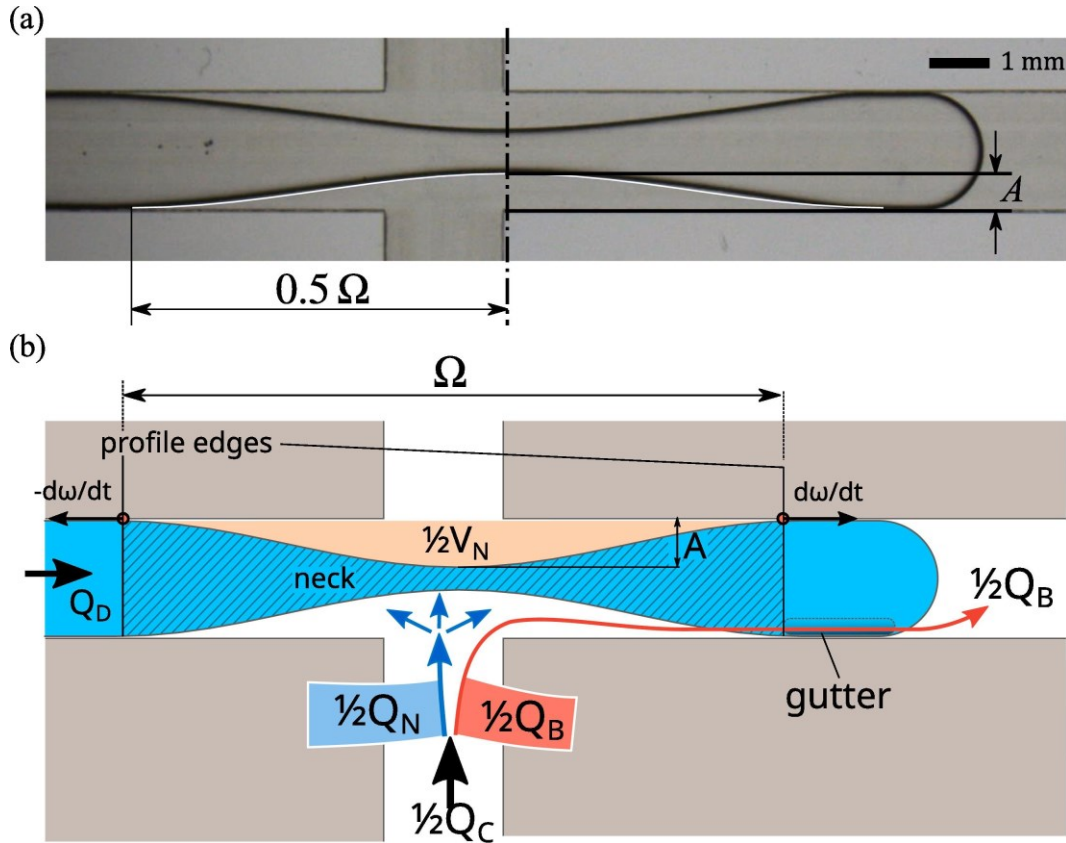 (a)
1 mm
A
0.5 Ω
(b)
Ω
profile edges
-dω/dt
dω/dt
½V_N
A
neck
Q_D
½Q_B
½Q_N
½Q_B
gutter
½Q_C